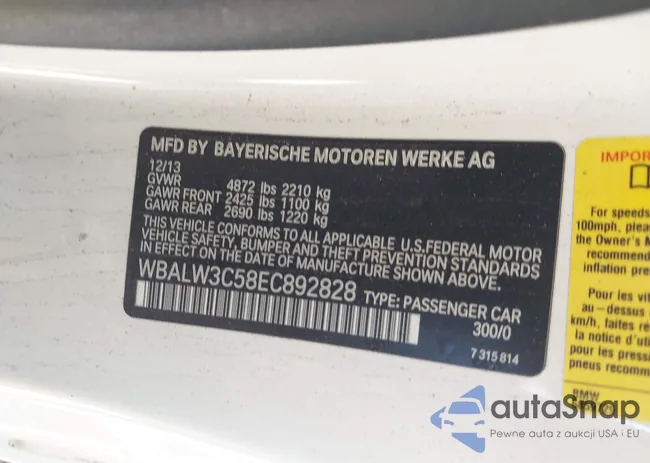 MFD BY BAYERISCHE MOTOREN WERKE AG
12/13
GVWR 4872 lbs 2210 kg
GAWR FRONT 2425 lbs 1100 kg
GAWR REAR 2690 lbs 1220 kg
THIS VEHICLE CONFORMS TO ALL APPLICABLE U.S.FEDERAL MOTOR
VEHICLE SAFETY, BUMPER AND THEFT PREVENTION STANDARDS
IN EFFECT ON THE DATE OF MANUFACTURE SHOWN ABOVE.
WBALW3C58EC892828 TYPE: PASSENGER CAR
300/0
7 315 814
IMPOR
For speeds
100mph, please
the Owner's M
recommend
inflation pres
Pour les
au-dessus
km/h, faites ré
la notice d'
pour les press
pneus recomm
BMW
autaSnap
Pewne auta z aukcji USA i EU